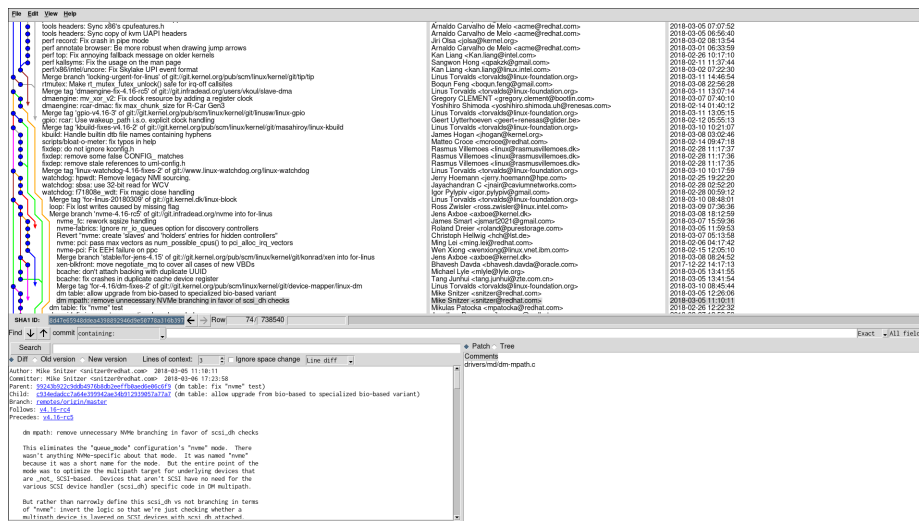 File Edit View Help
tools headers: Sync x86's cpufeatures.h Arnaldo Carvalho de Melo <acme@redhat.com> 2018-03-05 07:07:52
tools headers: Sync copy of kvm UAPI headers Arnaldo Carvalho de Melo <acme@redhat.com> 2018-03-05 06:56:40
perf record: Fix crash in pipe mode Jiri Olsa <jolsa@kernel.org> 2018-03-02 08:13:54
perf annotate browser: Be more robust when drawing jump arrows Arnaldo Carvalho de Melo <acme@redhat.com> 2018-03-01 06:33:59
perf top: Fix annoying fallback message on older kernels Kan Liang <Kan.liang@intel.com> 2018-02-26 10:17:10
perf kallsyms: Fix the usage on the man page Sangwon Hong <qpakzk@gmail.com> 2018-02-11 11:37:44
perf/x86/intel/uncore: Fix Skylake UPI event format Kan Liang <kan.liang@linux.intel.com> 2018-03-02 07:22:30
Merge branch 'locking-urgent-for-linus' of git://git.kernel.org/pub/scm/linux/kernel/git/tip/tip Linus Torvalds <torvalds@linux-foundation.org> 2018-03-11 14:46:54
rtmutex: Make rt_mutex_futex_unlock() safe for irq-off callsites Boqun Feng <boqun.feng@gmail.com> 2018-03-08 22:56:28
Merge tag 'dmaengine-fix-4.16-rc5' of git://git.infradead.org/users/vkoul/slave-dma Linus Torvalds <torvalds@linux-foundation.org> 2018-03-11 13:07:14
dmaengine: mv_xor_v2: Fix clock resource by adding a register clock Gregory CLEMENT <gregory.clement@bootlin.com> 2018-03-07 07:40:10
dmaengine: rcar-dmac: fix max_chunk_size for R-Car Gen3 Yoshihiro Shimoda <yoshihiro.shimoda.uh@renesas.com> 2018-02-14 01:40:12
Merge tag 'gpio-v4.16-3' of git://git.kernel.org/pub/scm/linux/kernel/git/linusw/linux-gpio Linus Torvalds <torvalds@linux-foundation.org> 2018-03-11 13:05:15
gpio: rcar: Use wakeup_path i.s.o. explicit clock handling Geert Uytterhoeven <geert+renesas@glider.be> 2018-02-12 05:55:13
Merge tag 'kbuild-fixes-v4.16-2' of git://git.kernel.org/pub/scm/linux/kernel/git/masahiroy/linux-kbuild Linus Torvalds <torvalds@linux-foundation.org> 2018-03-10 10:21:07
kbuild: Handle builtin dtb file names containing hyphens James Hogan <jhogan@kernel.org> 2018-03-08 03:02:46
scripts/bloat-o-meter: fix typos in help Matteo Croce <mcroce@redhat.com> 2018-02-14 09:47:18
fixdep: do not ignore kconfig.h Rasmus Villemoes <linux@rasmusvillemoes.dk> 2018-02-28 11:17:37
fixdep: remove some false CONFIG_ matches Rasmus Villemoes <linux@rasmusvillemoes.dk> 2018-02-28 11:17:36
fixdep: remove stale references to uml-config.h Rasmus Villemoes <linux@rasmusvillemoes.dk> 2018-02-28 11:17:35
Merge tag 'linux-watchdog-4.16-fixes-2' of git://www.linux-watchdog.org/linux-watchdog Linus Torvalds <torvalds@linux-foundation.org> 2018-03-10 10:17:59
watchdog: hpwdt: Remove legacy NMI sourcing. Jerry Hoemann <jerry.hoemann@hpe.com> 2018-02-25 19:22:20
watchdog: sbsa: use 32-bit read for WCV Jayachandran C <jnair@caviumnetworks.com> 2018-02-28 02:52:20
watchdog: f71808e_wdt: Fix magic close handling Igor Pylypiv <igor.pylypiv@gmail.com> 2018-02-28 00:59:12
Merge tag 'for-linus-20180309' of git://git.kernel.dk/linux-block Linus Torvalds <torvalds@linux-foundation.org> 2018-03-10 08:48:01
loop: Fix lost writes caused by missing flag Ross Zwisler <ross.zwisler@linux.intel.com> 2018-03-09 07:36:36
Merge branch 'nvme-4.16-rc5' of git://git.infradead.org/nvme into for-linus Jens Axboe <axboe@kernel.dk> 2018-03-08 18:12:59
nvme_fc: rework sqsize handling James Smart <jsmart2021@gmail.com> 2018-03-05 15:59:36
nvme-fabrics: Ignore nr_io_queues option for discovery controllers Roland Dreier <roland@purestorage.com> 2018-03-05 11:59:53
Revert "nvme: create 'slaves' and 'holders' entries for hidden controllers" Christoph Hellwig <hch@lst.de> 2018-03-07 05:13:58
nvme: pci: pass max vectors as num_possible_cpus() to pci_alloc_irq_vectors Ming Lei <ming.lei@redhat.com> 2018-02-06 04:17:42
nvme-pci: Fix EEH failure on ppc Wen Xiong <wenxiong@linux.vnet.ibm.com> 2018-02-15 12:05:10
Merge branch 'stable/for-jens-4.15' of git://git.kernel.org/pub/scm/linux/kernel/git/konrad/xen into for-linus Jens Axboe <axboe@kernel.dk> 2018-03-08 08:24:52
xen-blkfront: move negotiate_mq to cover all cases of new VBDs Bhavesh Davda <bhavesh.davda@oracle.com> 2017-12-22 14:17:13
bcache: don't attach backing with duplicate UUID Michael Lyle <mlyle@lyle.org> 2018-03-05 13:41:55
bcache: fix crashes in duplicate cache device register Tang Junhui <tang.junhui@zte.com.cn> 2018-03-05 13:41:54
Merge tag 'for-4.16/dm-fixes-2' of git://git.kernel.org/pub/scm/linux/kernel/git/device-mapper/linux-dm Linus Torvalds <torvalds@linux-foundation.org> 2018-03-10 08:45:44
dm table: allow upgrade from bio-based to specialized bio-based variant Mike Snitzer <snitzer@redhat.com> 2018-03-05 12:26:06
dm mpath: remove unnecessary NVMe branching in favor of scsi_dh checks Mike Snitzer <snitzer@redhat.com> 2018-03-05 11:10:11
dm table: fix "nvme" test Mikulas Patocka <mpatocka@redhat.com> 2018-02-26 12:22:32
SHA1 ID: 8d47e65948ddea4398892946d9e50778a316b397 Row 74 / 738540
Find commit containing: Exact All field
Search
Diff Old version New version Lines of context: 3 Ignore space change Line diff
Patch Tree
Comments
drivers/md/dm-mpath.c
Author: Mike Snitzer <snitzer@redhat.com> 2018-03-05 11:10:11
Committer: Mike Snitzer <snitzer@redhat.com> 2018-03-06 17:23:58
Parent: 99243b922c9ddb4976b8db2eeffb0aed6e06c6f9 (dm table: fix "nvme" test)
Child: c934edadcc7a64e399942ae34b912939057a77a7 (dm table: allow upgrade from bio-based to specialized bio-based variant)
Branch: remotes/origin/master
Follows: v4.16-rc4
Precedes: v4.16-rc5
dm mpath: remove unnecessary NVMe branching in favor of scsi_dh checks
This eliminates the "queue_mode" configuration's "nvme" mode. There
wasn't anything NVMe-specific about that mode. It was named "nvme"
because it was a short name for the mode. But the entire point of the
mode was to optimize the multipath target for underlying devices that
are _not_ SCSI-based. Devices that aren't SCSI have no need for the
various SCSI device handler (scsi_dh) specific code in DM multipath.
But rather than narrowly define this scsi_dh vs not branching in terms
of "nvme": invert the logic so that we're just checking whether a
multipath device is layered on SCSI devices with scsi_dh attached.